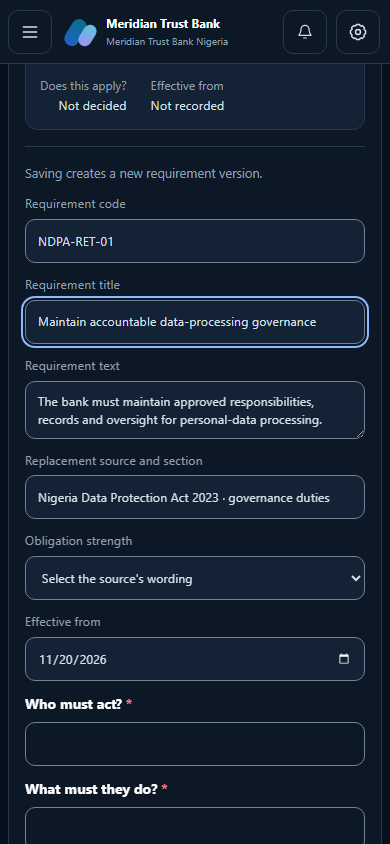 Meridian Trust Bank
Meridian Trust Bank Nigeria
Does this apply?
Effective from
Not decided
Not recorded
Saving creates a new requirement version.
Requirement code
NDPA-RET-01
Requirement title
Maintain accountable data-processing governance
Requirement text
The bank must maintain approved responsibilities,
records and oversight for personal-data processing.
Replacement source and section
Nigeria Data Protection Act 2023 · governance duties
Obligation strength
Select the source's wording
Effective from
11/20/2026
Who must act? *
What must they do? *